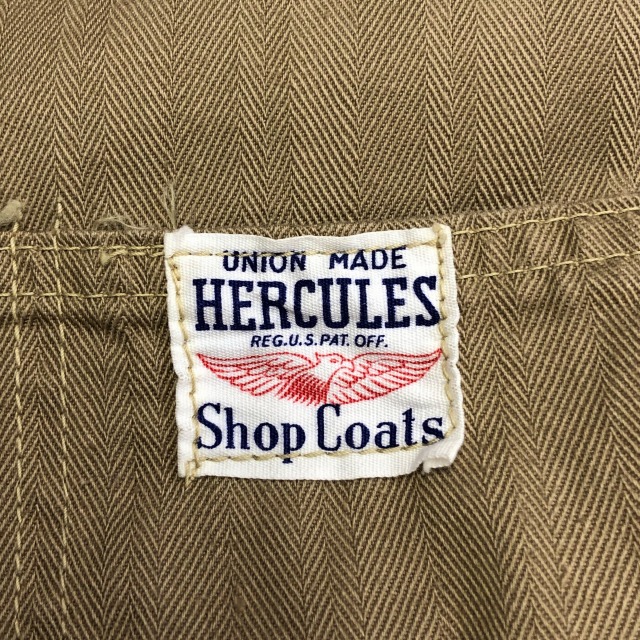 UNION MADE
HERCULES
REG.U.S.PAT.OFF.
Shop Coats